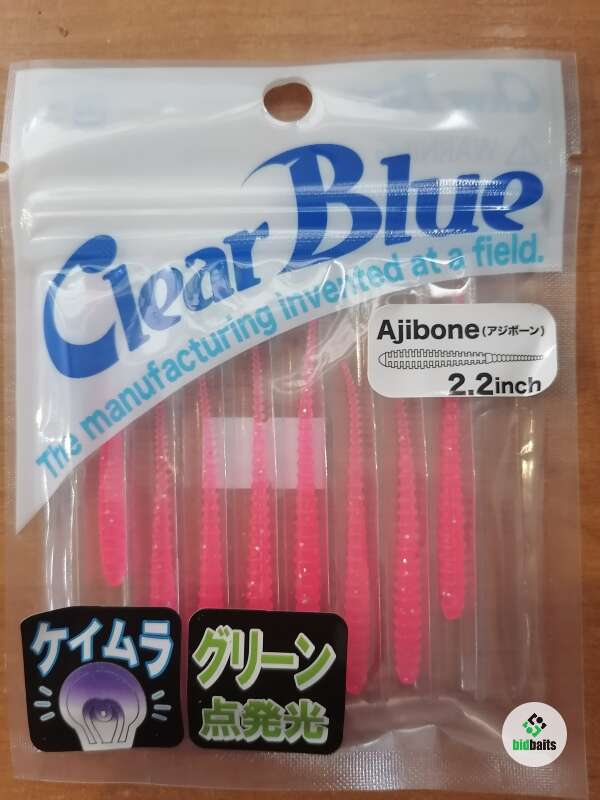 Clear Blue
The manufacturing invented at a field.
Ajibone(アジボーン)
2.2inch
ケイムラ
グリーン
点発光
bidbaits